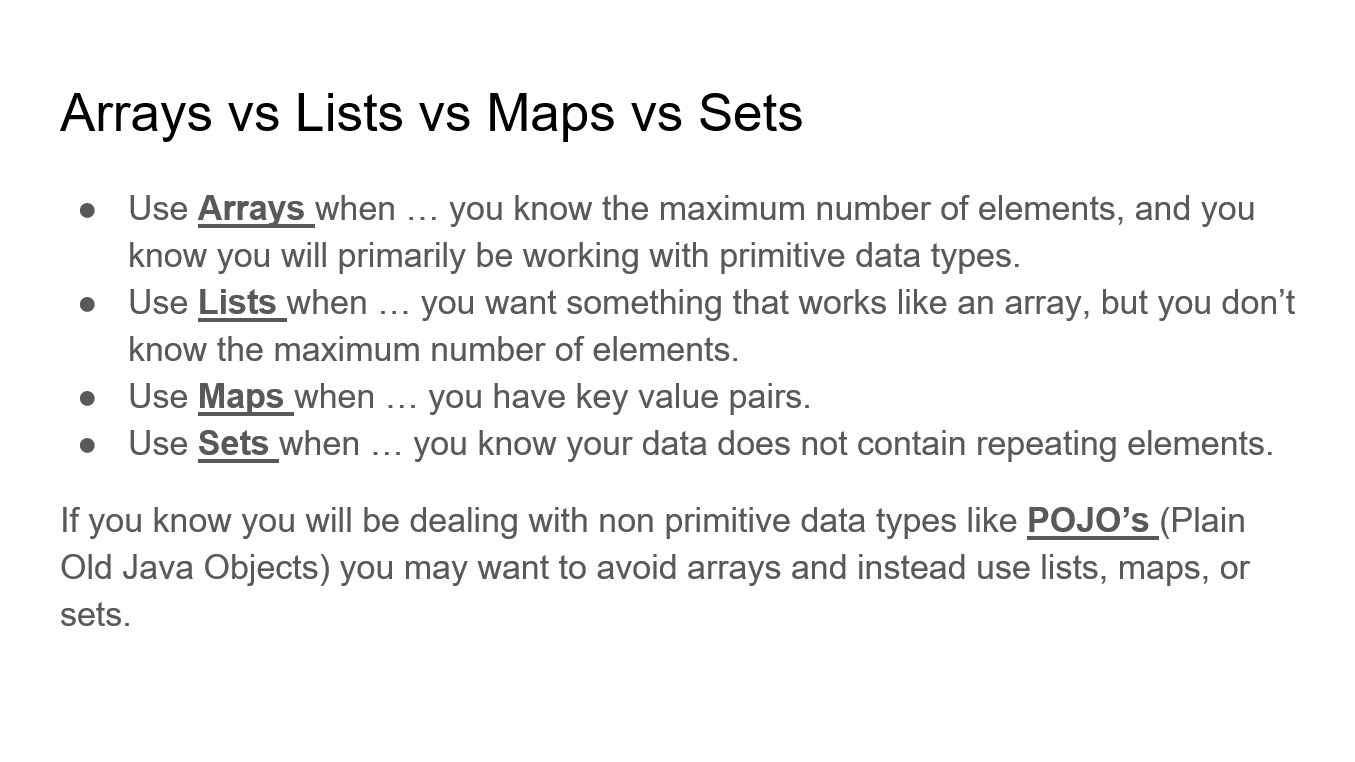 Arrays vs Lists vs Maps vs Sets
● Use Arrays when … you know the maximum number of elements, and you
know you will primarily be working with primitive data types.
● Use Lists when … you want something that works like an array, but you don’t
know the maximum number of elements.
● Use Maps when … you have key value pairs.
● Use Sets when … you know your data does not contain repeating elements.
If you know you will be dealing with non primitive data types like POJO’s (Plain
Old Java Objects) you may want to avoid arrays and instead use lists, maps, or
sets.